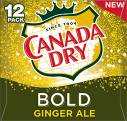 12
PACK
NEW
SINCE 1904
CANADA
DRY
BOLD
GINGER ALE